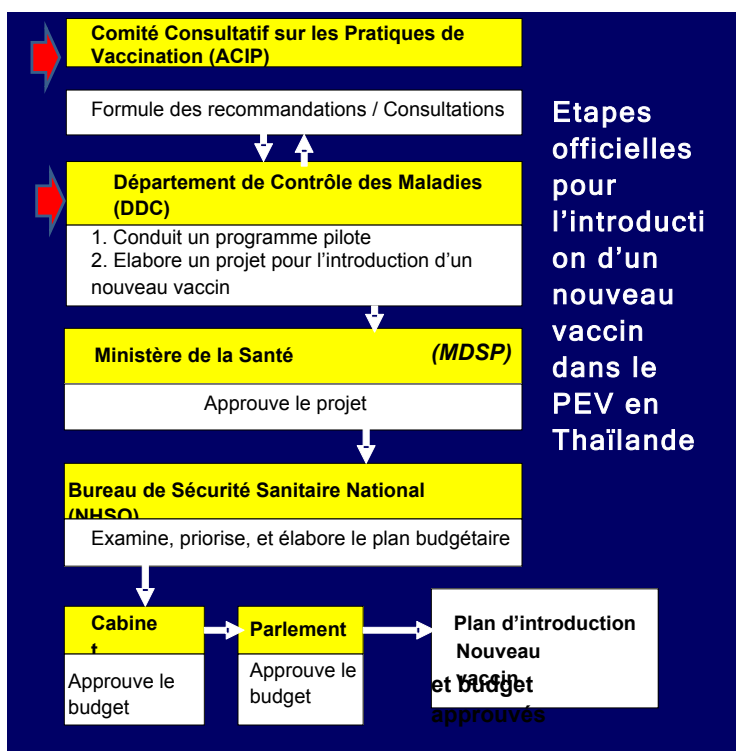 Comité Consultatif sur les Pratiques de
Vaccination (ACIP)
Formule des recommandations / Consultations
Département de Contrôle des Maladies
(DDC)
1. Conduit un programme pilote
2. Elabore un projet pour l'introduction d'un
nouveau vaccin
Ministère de la Santé (MDSP)
Approuve le projet
Bureau de Sécurité Sanitaire National
(NHSO)
Examine, priorise, et élabore le plan budgétaire
Cabine
t
Approuve le
budget
Parlement
Approuve le
budget
Plan d'introduction
Nouveau
vaccin
et budget
approuvés
Etapes
officielles
pour
l'introducti
on d'un
nouveau
vaccin
dans le
PEV en
Thaïlande